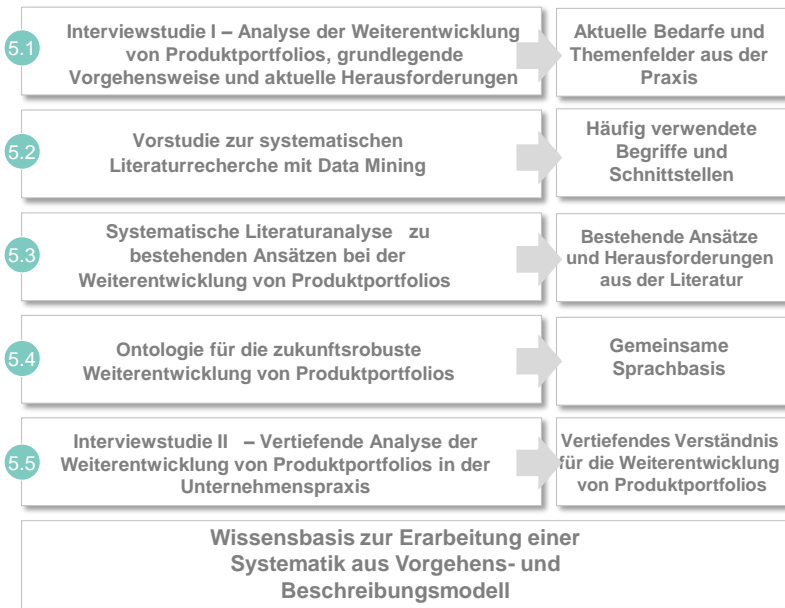 5.1
Interviewstudie I – Analyse der Weiterentwicklung
von Produktportfolios, grundlegende
Vorgehensweise und aktuelle Herausforderungen
Aktuelle Bedarfe und
Themenfelder aus der
Praxis
5.2
Vorstudie zur systematischen
Literaturrecherche mit Data Mining
Häufig verwendete
Begriffe und
Schnittstellen
5.3
Systematische Literaturanalyse zu
bestehenden Ansätzen bei der
Weiterentwicklung von Produktportfolios
Bestehende Ansätze
und Herausforderungen
aus der Literatur
5.4
Ontologie für die zukunftsrobuste
Weiterentwicklung von Produktportfolios
Gemeinsame
Sprachbasis
5.5
Interviewstudie II – Vertiefende Analyse der
Weiterentwicklung von Produktportfolios in der
Unternehmenspraxis
Vertiefendes Verständnis
für die Weiterentwicklung
von Produktportfolios
Wissensbasis zur Erarbeitung einer
Systematik aus Vorgehens- und
Beschreibungsmodell